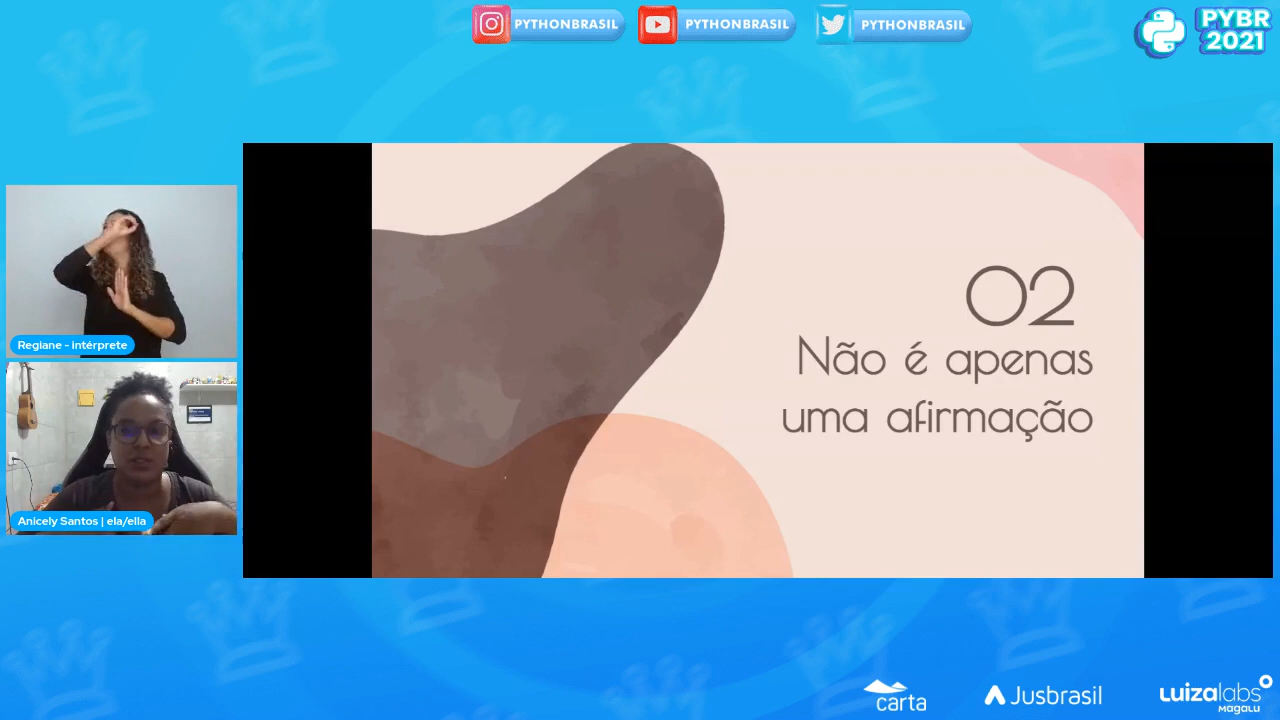 PYTHONBRASIL
PYTHONBRASIL
PYTHONBRASIL
PYBR
2021
Regiane - intérprete
Anicely Santos | ela/ella
02
Não é apenas
uma afirmação
carta
Jusbrasil
LUIZAlabs
MAGALU